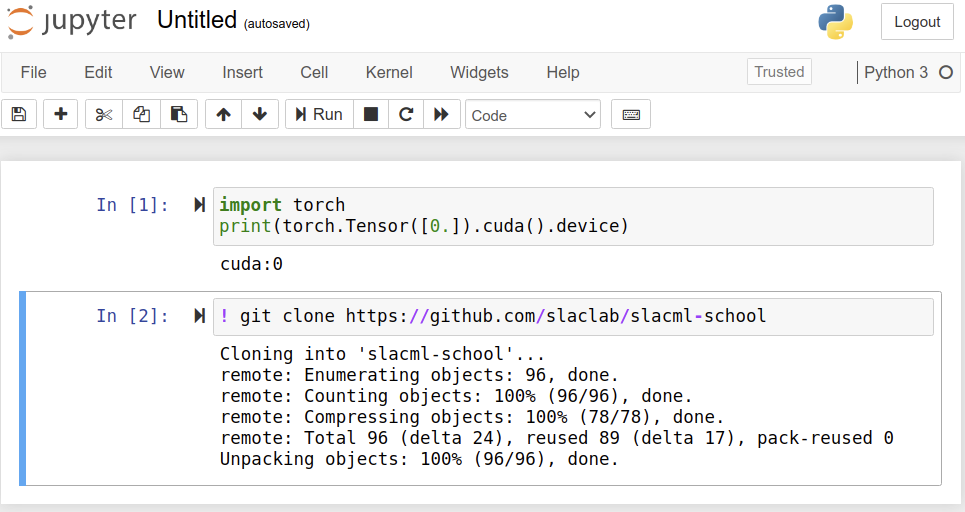 jupyter Untitled (autosaved) Logout
File Edit View Insert Cell Kernel Widgets Help Trusted Python 3
Run Code
In [1]: import torch
print(torch.Tensor([0.]).cuda().device)
cuda:0
In [2]: ! git clone https://github.com/slaclab/slacml-school
Cloning into 'slacml-school'...
remote: Enumerating objects: 96, done.
remote: Counting objects: 100% (96/96), done.
remote: Compressing objects: 100% (78/78), done.
remote: Total 96 (delta 24), reused 89 (delta 17), pack-reused 0
Unpacking objects: 100% (96/96), done.